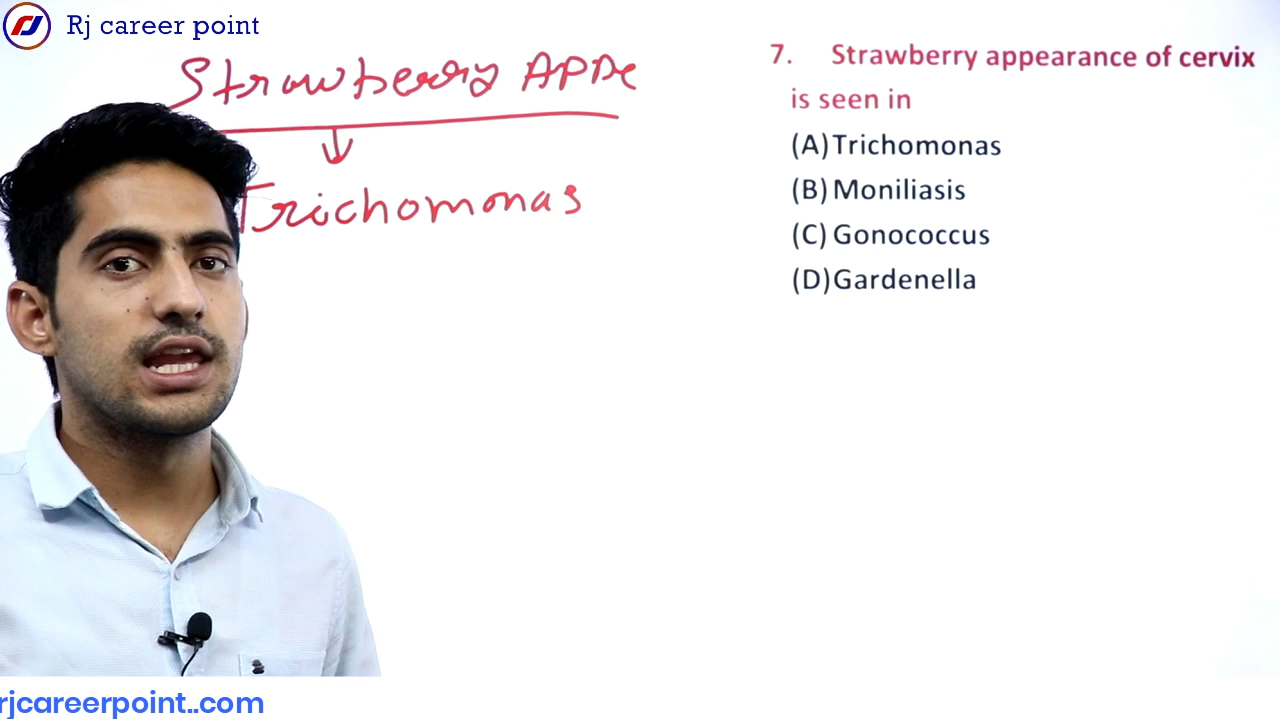 Rj career point
Strawberry APPe
Trichomonas
7. Strawberry appearance of cervix
is seen in
(A) Trichomonas
(B) Moniliasis
(C) Gonococcus
(D) Gardenella
rjcareerpoint..com